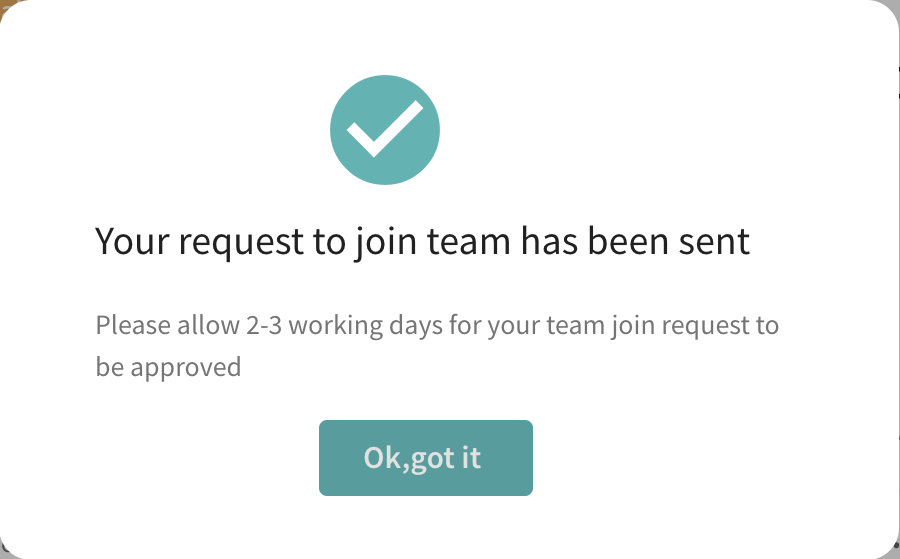 Your request to join team has been sent
Please allow 2-3 working days for your team join request to
be approved
Ok,got it